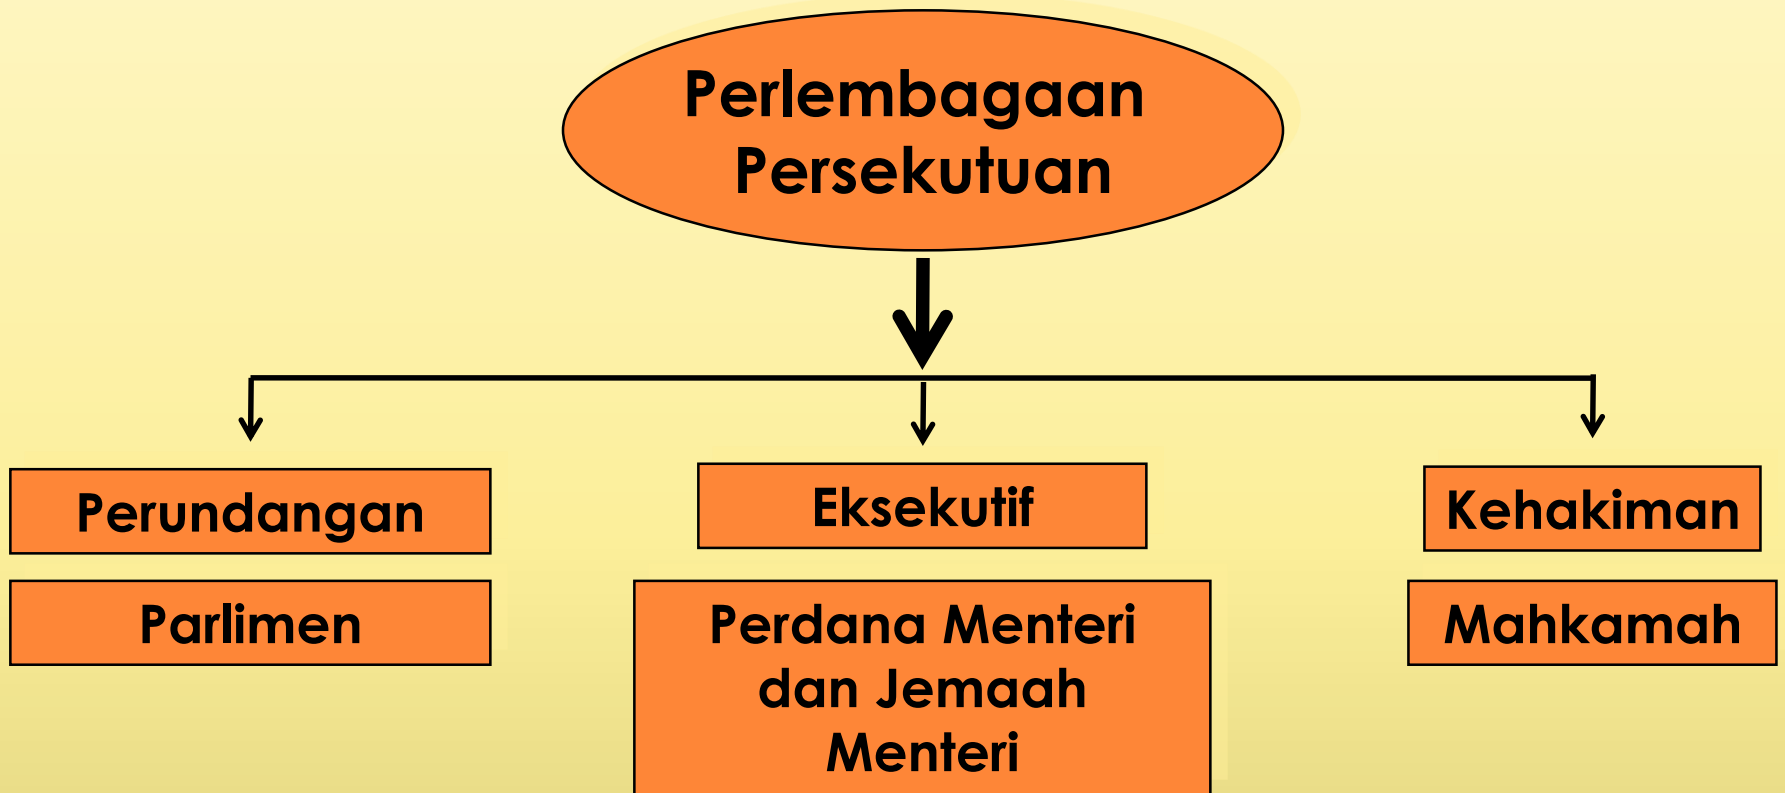 Perlembagaan
Persekutuan
Perundangan
Eksekutif
Kehakiman
Parlimen
Perdana Menteri
dan Jemaah
Menteri
Mahkamah